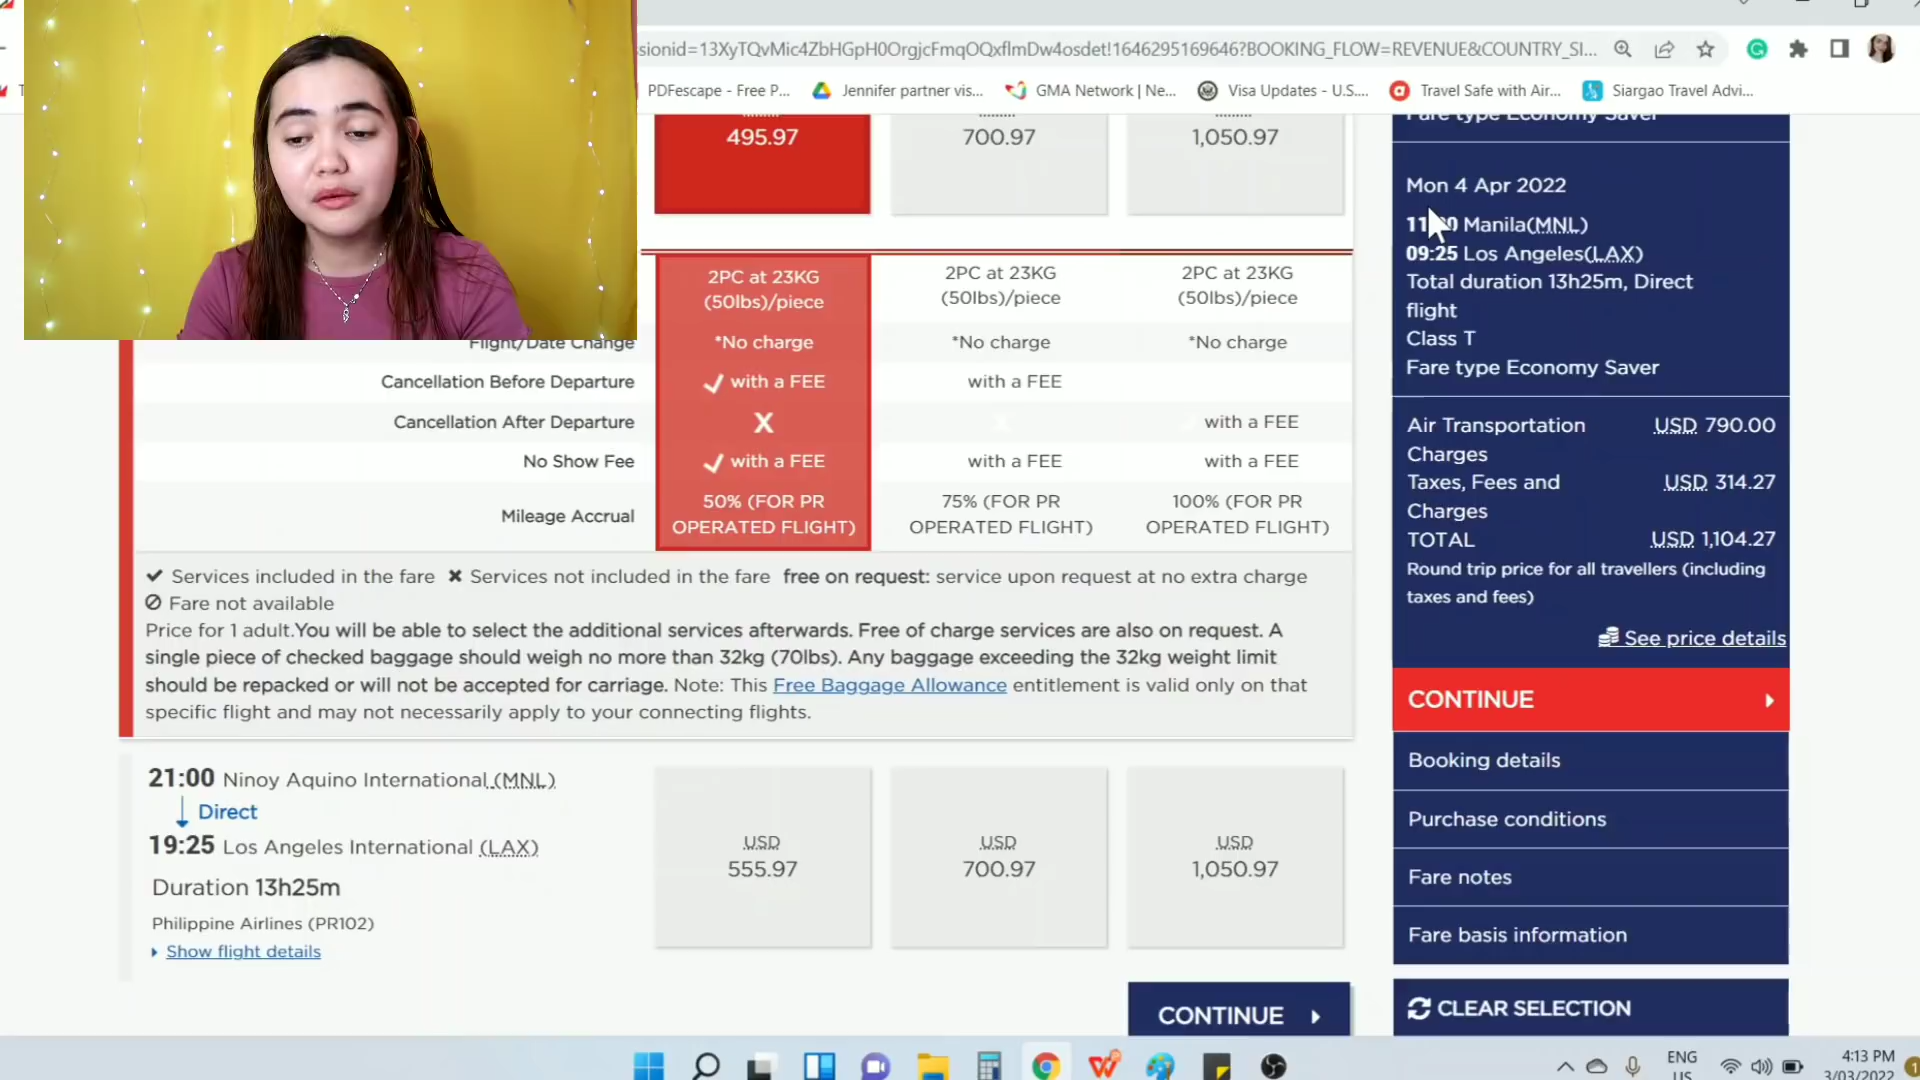 sionid=13XyTQvMic4ZbHGpH0OrgjcFmqOQxflmDw4osdet!1646295169646?BOOKING_FLOW=REVENUE&COUNTRY_SI...
PDFescape - Free P...
Jennifer partner vis...
GMA Network | Ne...
Visa Updates - U.S....
Travel Safe with Air...
Siargao Travel Advi...
495.97
700.97
1,050.97
2PC at 23KG
(50lbs)/piece
2PC at 23KG
(50lbs)/piece
2PC at 23KG
(50lbs)/piece
Flight/Date Change
*No charge
*No charge
*No charge
Cancellation Before Departure
with a FEE
with a FEE
Cancellation After Departure
X
with a FEE
No Show Fee
with a FEE
with a FEE
with a FEE
Mileage Accrual
50% (FOR PR
OPERATED FLIGHT)
75% (FOR PR
OPERATED FLIGHT)
100% (FOR PR
OPERATED FLIGHT)
✔ Services included in the fare ✖ Services not included in the fare free on request: service upon request at no extra charge
Fare not available
Price for 1 adult.You will be able to select the additional services afterwards. Free of charge services are also on request. A
single piece of checked baggage should weigh no more than 32kg (70lbs). Any baggage exceeding the 32kg weight limit
should be repacked or will not be accepted for carriage. Note: This Free Baggage Allowance entitlement is valid only on that
specific flight and may not necessarily apply to your connecting flights.
21:00 Ninoy Aquino International (MNL)
Direct
19:25 Los Angeles International (LAX)
Duration 13h25m
Philippine Airlines (PR102)
Show flight details
USD
555.97
USD
700.97
USD
1,050.97
CONTINUE
Fare type Economy Saver
Mon 4 Apr 2022
Manila(MNL)
09:25 Los Angeles(LAX)
Total duration 13h25m, Direct
flight
Class T
Fare type Economy Saver
Air Transportation
Charges
USD 790.00
Taxes, Fees and
Charges
USD 314.27
TOTAL
USD 1,104.27
Round trip price for all travellers (including
taxes and fees)
See price details
CONTINUE
Booking details
Purchase conditions
Fare notes
Fare basis information
CLEAR SELECTION
ENG
US
4:13 PM
3/03/2022